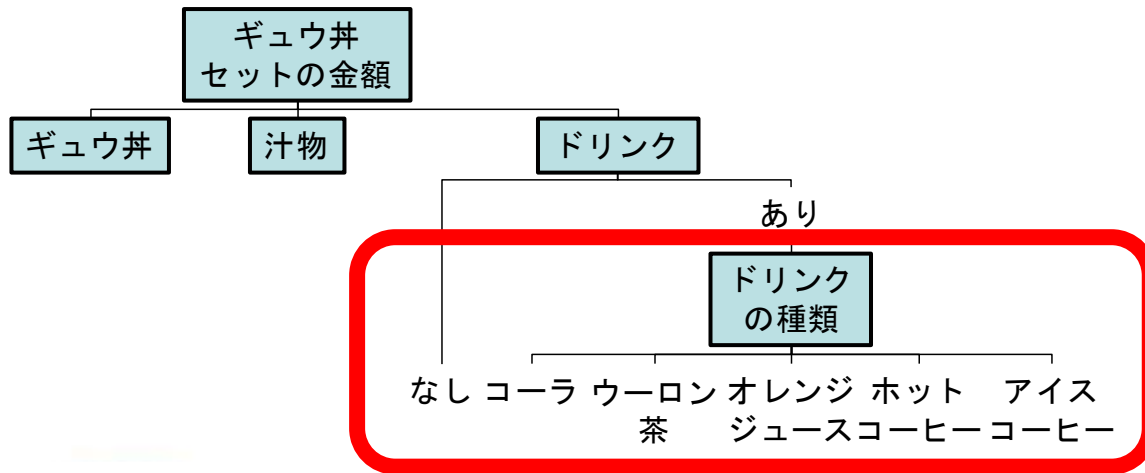 ギュウ丼
セットの金額
ギュウ丼
汁物
ドリンク
あり
ドリンク
の種類
なし
コーラ
ウーロン
茶
オレンジ
ジュース
ホット
コーヒー
アイス
コーヒー